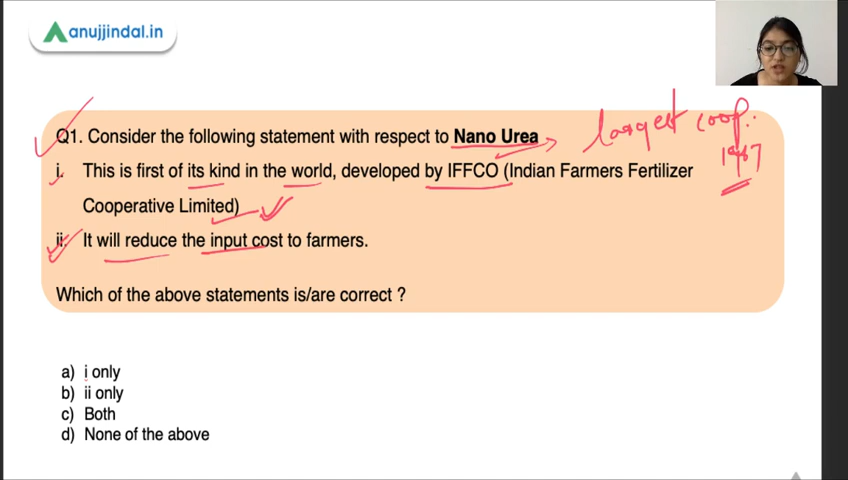 anujjindal.in
Q1. Consider the following statement with respect to Nano Urea
largest coop.
i. This is first of its kind in the world, developed by IFFCO (Indian Farmers Fertilizer
1967
Cooperative Limited)
ii. It will reduce the input cost to farmers.
Which of the above statements is/are correct ?
a) i only
b) ii only
c) Both
d) None of the above